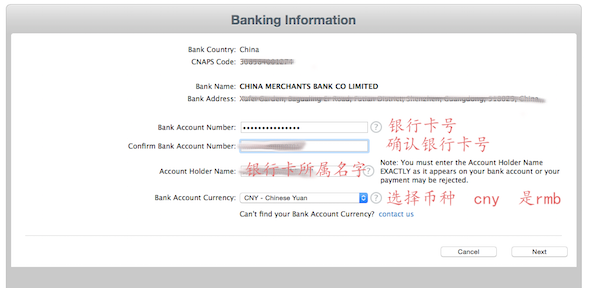 Banking Information
Bank Country: China
CNAPS Code:
Bank Name: CHINA MERCHANTS BANK CO LIMITED
Bank Address:
Bank Account Number: ••••••••••••••• ? 银行卡号
Confirm Bank Account Number: 确认银行卡号
Account Holder Name: 银行卡所属名字 ? Note: You must enter the Account Holder Name
EXACTLY as it appears on your bank account or your
payment may be rejected.
Bank Account Currency: CNY - Chinese Yuan ? 选择币种 cny 是rmb
Can't find your Bank Account Currency? contact us
Cancel Next